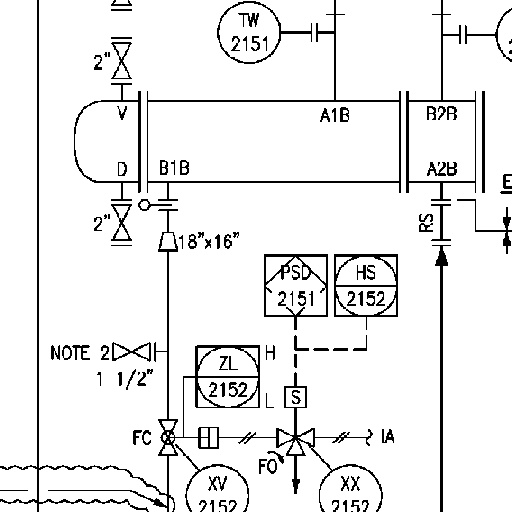 TW
2151
2"
V
A1B
B2B
D
B1B
A2B
E
2"
RS
18"x16"
PSD
2151
HS
2152
NOTE 2
1 1/2"
ZL
2152
H
L
S
FC
IA
FO
XV
2152
XX
2152